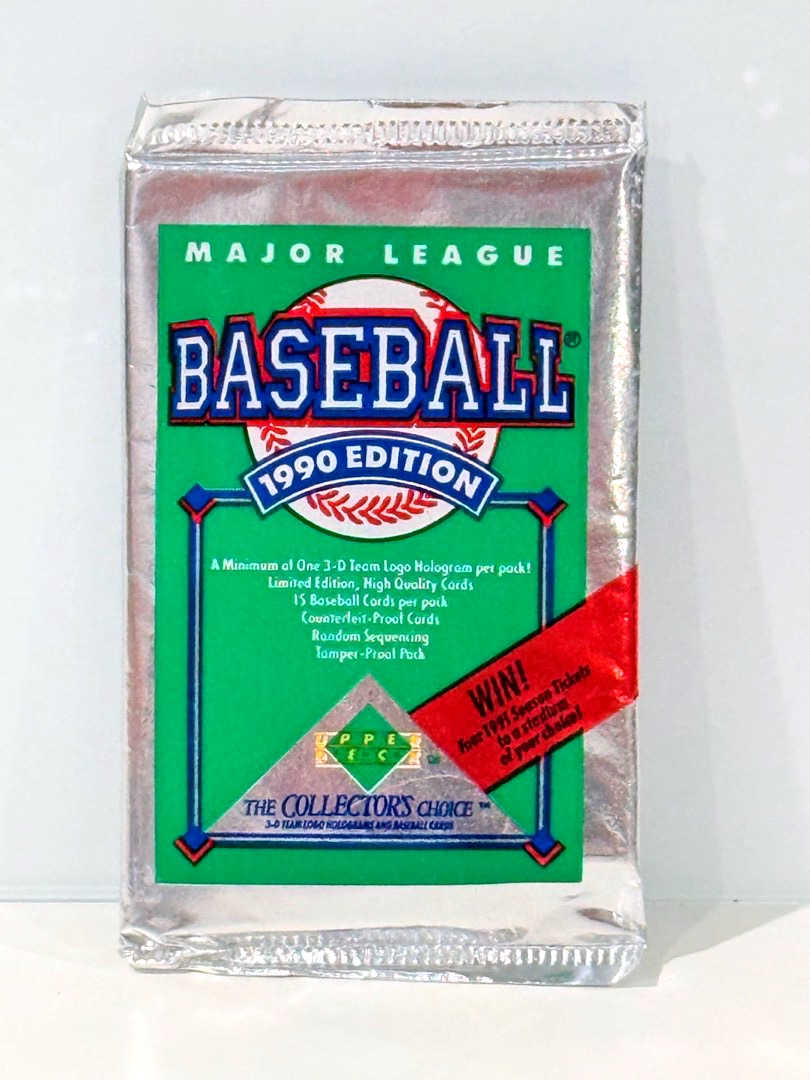 MAJOR LEAGUE
BASEBALL®
1990 EDITION
A Minimum of One 3-D Team Logo Hologram per pack!
Limited Edition, High Quality Cards
15 Baseball Cards per pack
Counterfeit-Proof Cards
Random Sequencing
Tamper-Proof Pack
WIN!
Four 1991 Season Tickets
to a stadium
of your choice!
UPPER
DECK
THE COLLECTOR'S CHOICE™
3-D TEAM LOGO HOLOGRAMS AND BASEBALL CARDS